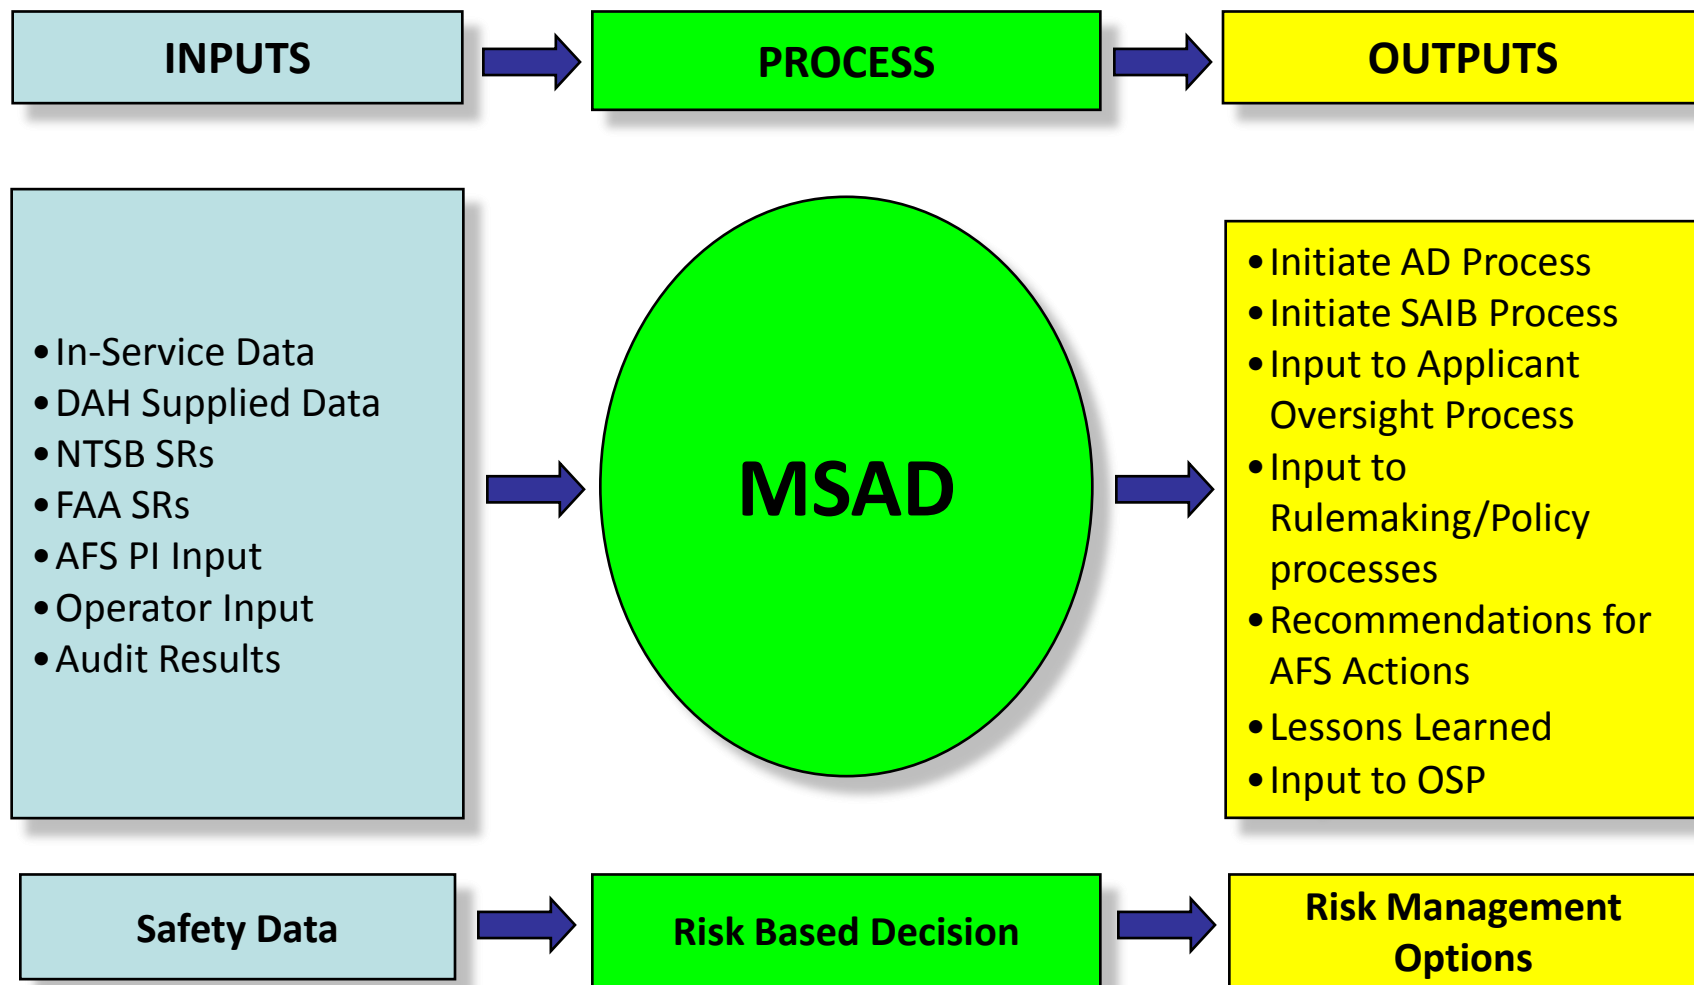 INPUTS
PROCESS
OUTPUTS
•In-Service Data
•DAH Supplied Data
•NTSB SRs
•FAA SRs
•AFS PI Input
•Operator Input
•Audit Results
MSAD
•Initiate AD Process
•Initiate SAIB Process
•Input to Applicant
Oversight Process
•Input to
Rulemaking/Policy
processes
•Recommendations for
AFS Actions
•Lessons Learned
•Input to OSP
Safety Data
Risk Based Decision
Risk Management
Options